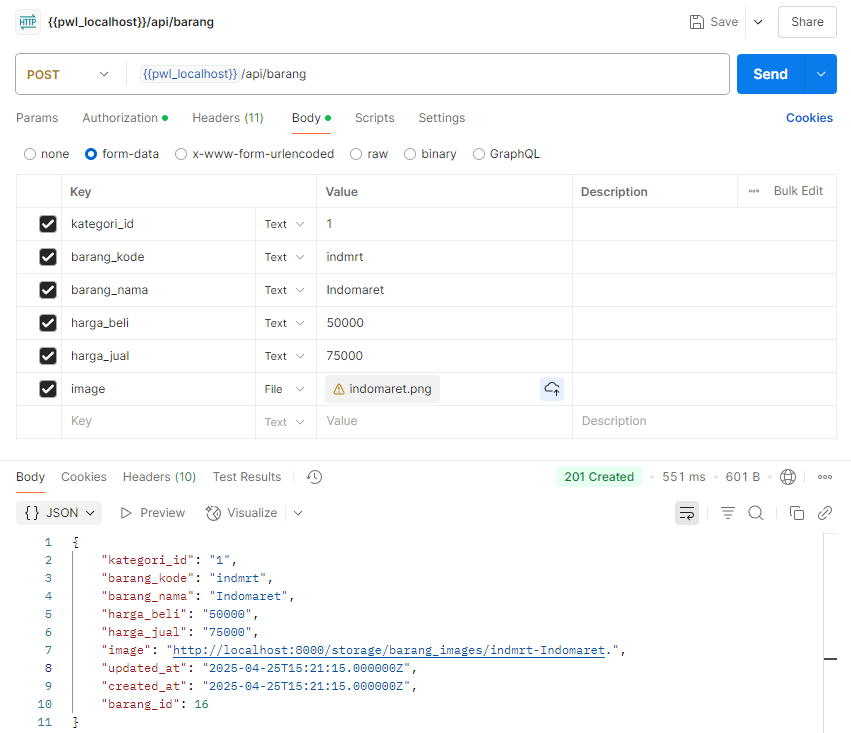 HTTP {{pwl_localhost}}/api/barang Save Share
POST {{pwl_localhost}} /api/barang Send
Params Authorization Headers (11) Body Scripts Settings Cookies
none form-data x-www-form-urlencoded raw binary GraphQL
Key Value Description Bulk Edit
kategori_id Text 1
barang_kode Text indmrt
barang_nama Text Indomaret
harga_beli Text 50000
harga_jual Text 75000
image File indomaret.png
Key Text Value Description
Body Cookies Headers (10) Test Results 201 Created 551 ms 601 B
{} JSON Preview Visualize
1 {
2 "kategori_id": "1",
3 "barang_kode": "indmrt",
4 "barang_nama": "Indomaret",
5 "harga_beli": "50000",
6 "harga_jual": "75000",
7 "image": "http://localhost:8000/storage/barang_images/indmrt-Indomaret.",
8 "updated_at": "2025-04-25T15:21:15.000000Z",
9 "created_at": "2025-04-25T15:21:15.000000Z",
10 "barang_id": 16
11 }